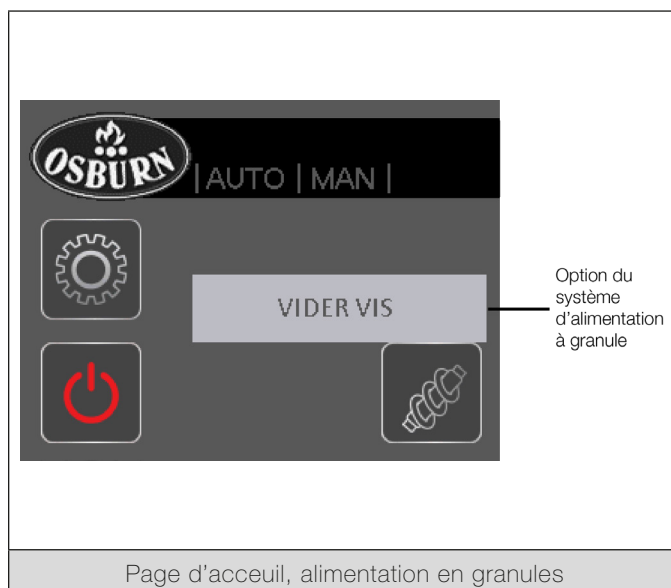 OSBURN
| AUTO | MAN |
VIDER VIS
Option du
système
d'alimentation
à granule
Page d'acceuil, alimentation en granules